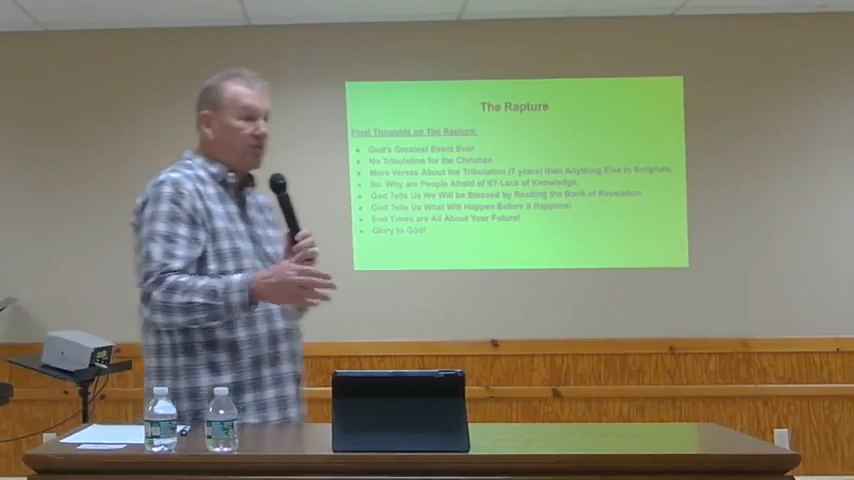 The Rapture
Final Thoughts on The Rapture:
• God's Greatest Event Ever
• No Tribulation for the Christian
• More Verses About the Tribulation (7 years) than Anything Else in Scripture,
• So, Why are People Afraid of it?-Lack of Knowledge
• God Tells Us We will be Blessed by Reading the Book of Revelation.
• God Tells Us What Will Happen Before it Happens!
• End Times are All About Your Future!
• Glory to God!